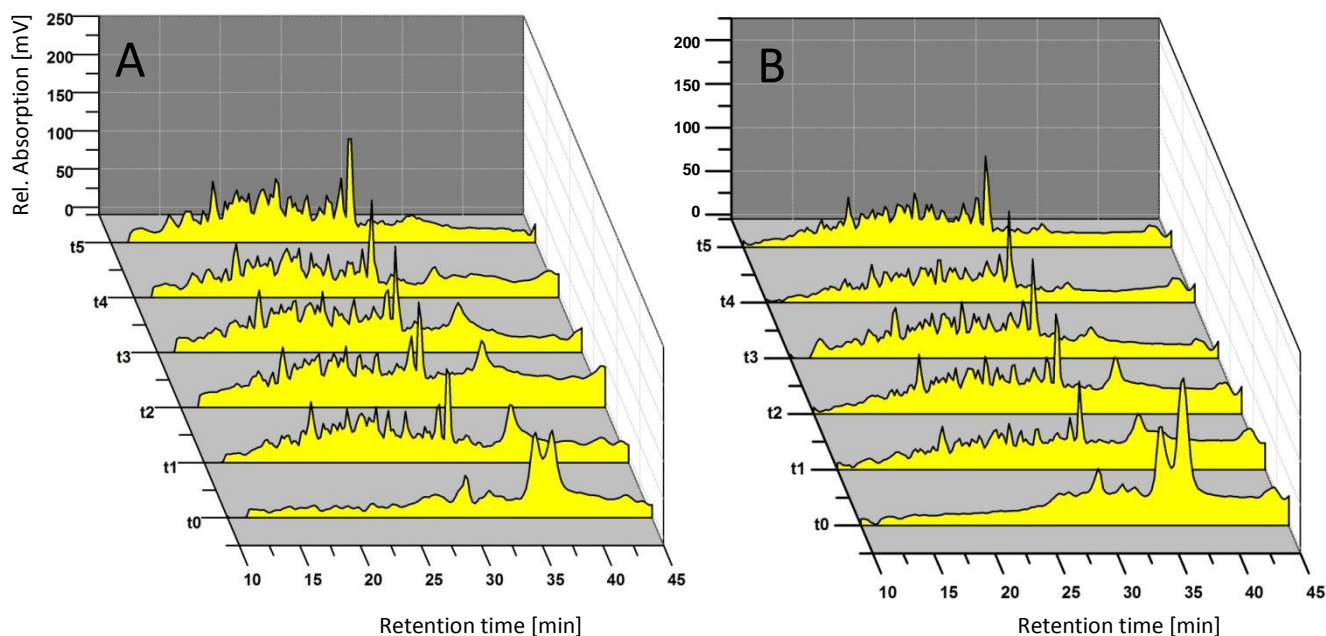 A
Rel. Absorption [mV]
250
200
150
100
50
0
t5
t4
t3
t2
t1
t0
10 15 20 25 30 35 40 45
Retention time [min]
B
200
150
100
50
0
t5
t4
t3
t2
t1
t0
10 15 20 25 30 35 40 45
Retention time [min]